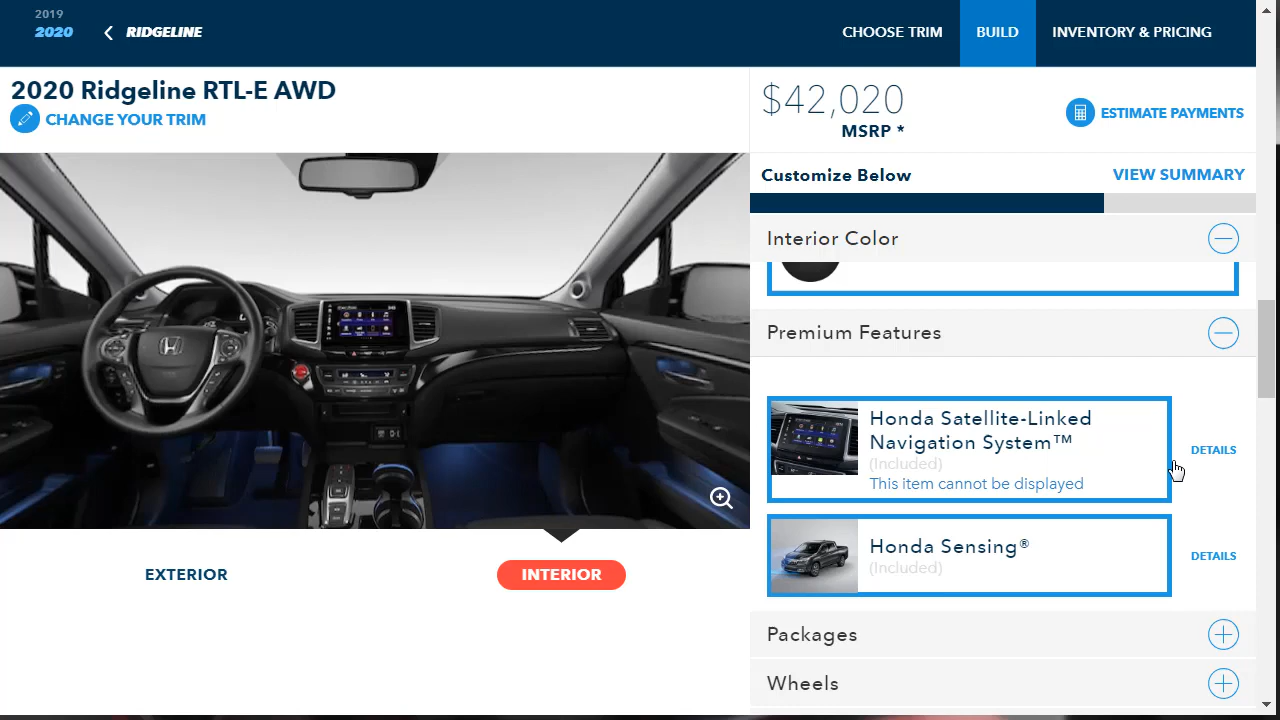 2019
2020
RIDGELINE
CHOOSE TRIM
BUILD
INVENTORY & PRICING
2020 Ridgeline RTL-E AWD
CHANGE YOUR TRIM
$42,020
MSRP *
ESTIMATE PAYMENTS
Customize Below
VIEW SUMMARY
Interior Color
Premium Features
Honda Satellite-Linked
Navigation System™
(Included)
This item cannot be displayed
DETAILS
Honda Sensing®
(Included)
DETAILS
EXTERIOR
INTERIOR
Packages
Wheels